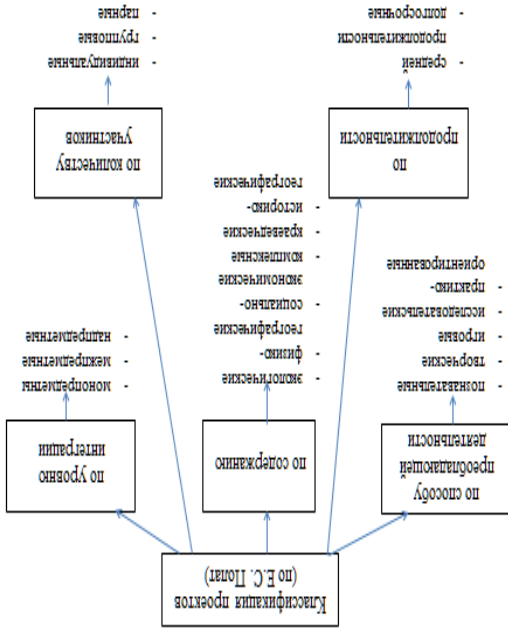 Классификация проектов
(по Е.С. Полат)
по способу
преобладающей
деятельности
- познавательные
- творческие
- игровые
- исследовательские
- практико-
ориентированные
по содержанию
- экологические
- физико-
географические
- социально-
экономические
- комплексные
- краеведческие
- историко-
географические
по уровню
интеграции
- монопредметны
- межпредметные
- надпредметные
по
продолжительности
- средней
продолжительности
- долгосрочные
по количеству
участников
- индивидуальные
- групповые
- парные